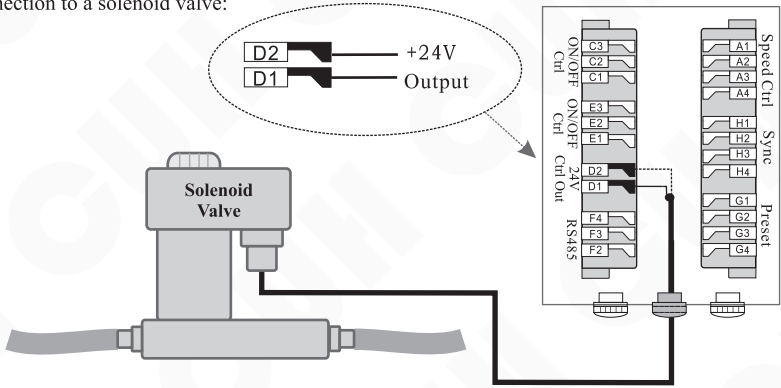 nection to a solenoid valve:
D2 +24V
D1 Output
Solenoid
Valve
C3
C2
C1
ON/OFF
Ctrl
E3
E2
E1
ON/OFF
Ctrl
D2
D1
24V
Ctrl Out
F4
F3
F2
RS485
A1
A2
A3
A4
Speed Ctrl
H1
H2
H3
H4
Sync
G1
G2
G3
G4
Preset